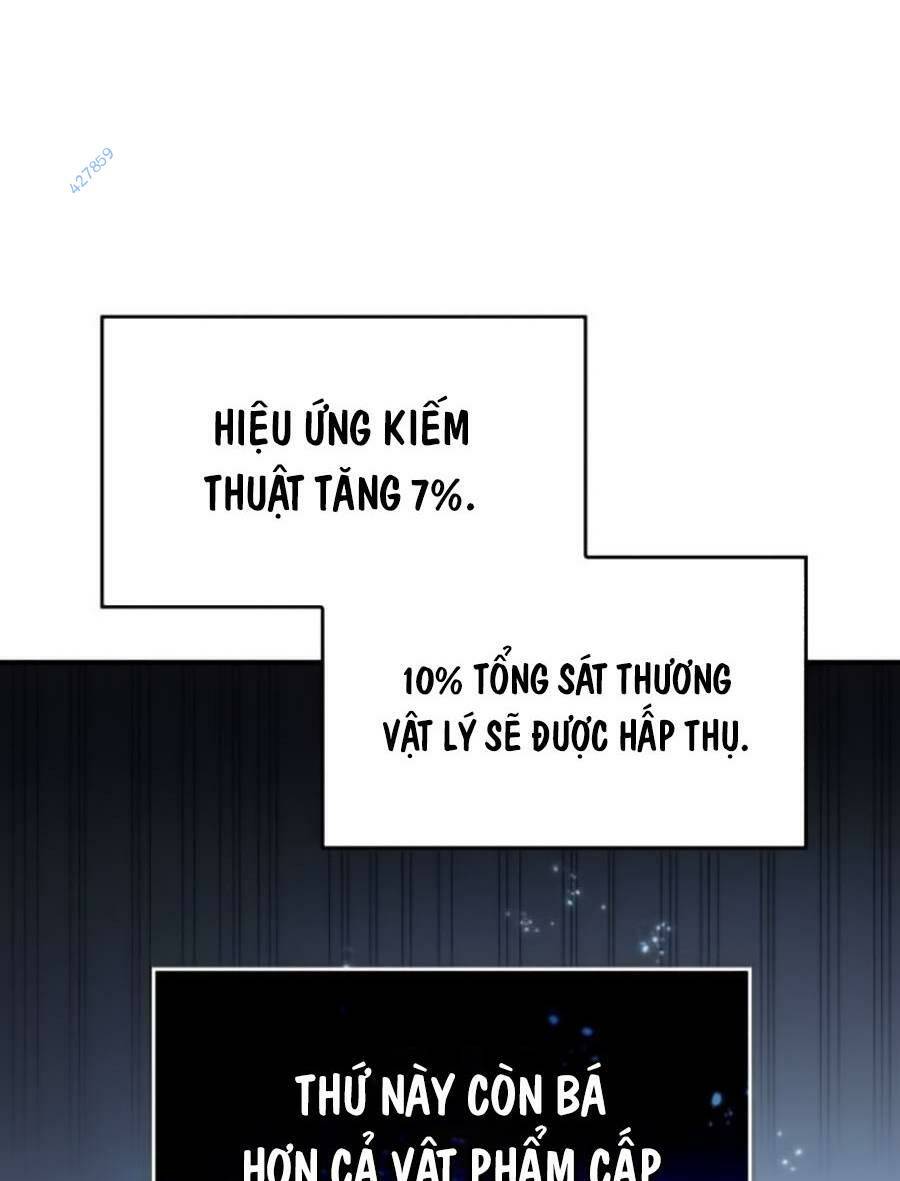 427859
HIỆU ỨNG KIẾM
THUẬT TĂNG 7%.
10% TỔNG SÁT THƯƠNG
VẬT LÝ SẼ ĐƯỢC HẤP THỤ.
THỨ NÀY CÒN BÁ
HƠN CẢ VẬT PHẨM CẤP